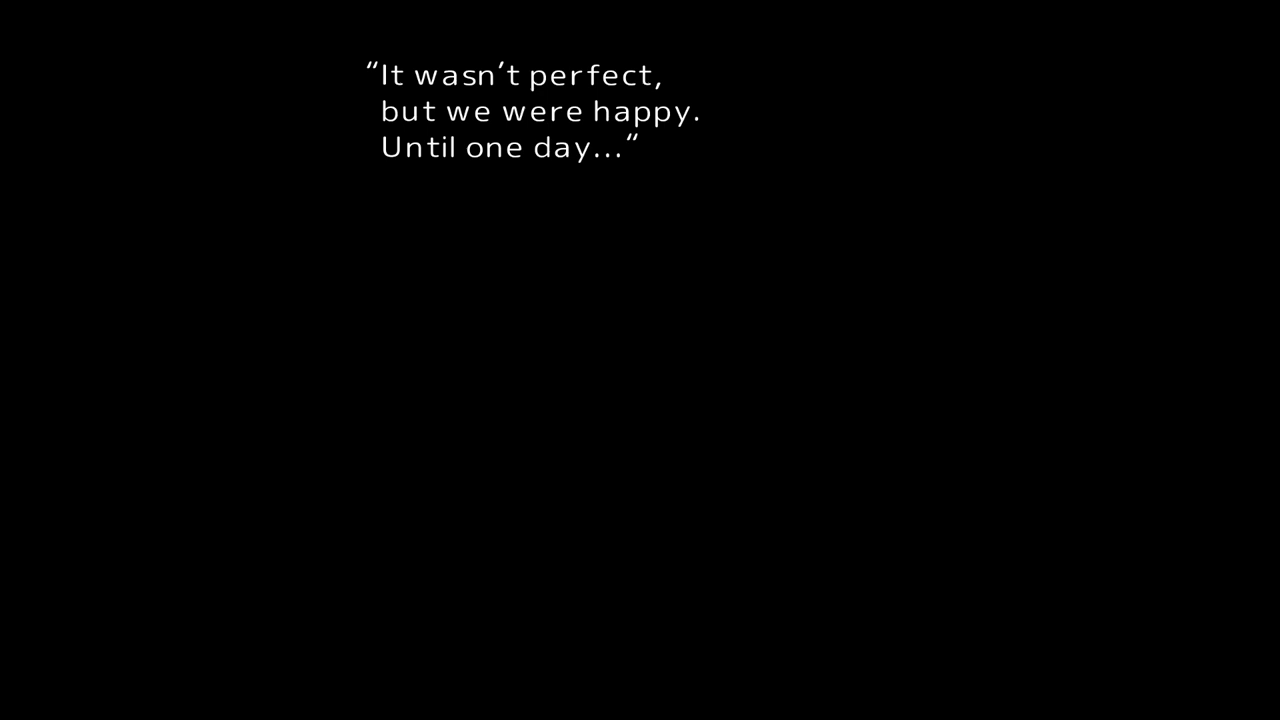 “It wasn’t perfect,
but we were happy.
Until one day...“